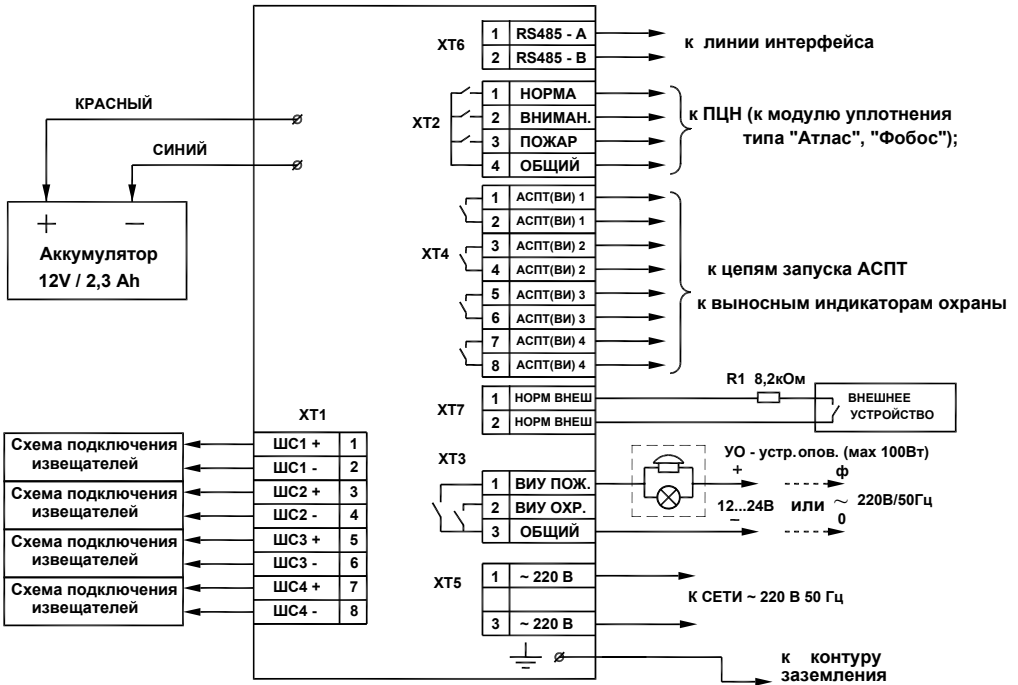 КРАСНЫЙ
СИНИЙ
+ –
Аккумулятор
12V / 2,3 Ah
XT6
1 RS485 - A
2 RS485 - B
к линии интерфейса
XT2
1 НОРМА
2 ВНИМАН.
3 ПОЖАР
4 ОБЩИЙ
к ПЦН (к модулю уплотнения
типа "Атлас", "Фобос");
XT4
1 АСПТ(ВИ) 1
2 АСПТ(ВИ) 1
3 АСПТ(ВИ) 2
4 АСПТ(ВИ) 2
5 АСПТ(ВИ) 3
6 АСПТ(ВИ) 3
7 АСПТ(ВИ) 4
8 АСПТ(ВИ) 4
к цепям запуска АСПТ
к выносным индикаторам охраны
XT7
1 НОРМ ВНЕШ
2 НОРМ ВНЕШ
R1 8,2кОм
ВНЕШНЕЕ
УСТРОЙСТВО
XT1
ШС1 + 1
ШС1 - 2
ШС2 + 3
ШС2 - 4
ШС3 + 5
ШС3 - 6
ШС4 + 7
ШС4 - 8
Схема подключения
извещателей
Схема подключения
извещателей
Схема подключения
извещателей
Схема подключения
извещателей
XT3
1 ВИУ ПОЖ.
2 ВИУ ОХР.
3 ОБЩИЙ
УО - устр.опов. (мах 100Вт)
+ ф
12...24В или ~ 220В/50Гц
– 0
XT5
1 ~ 220 В
3 ~ 220 В
К СЕТИ ~ 220 В 50 Гц
к контуру
заземления